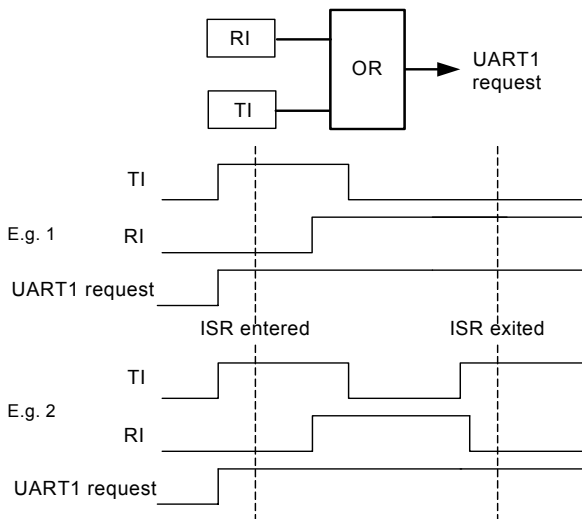 RI
OR
UART1
request
TI
TI
E.g. 1
RI
UART1 request
ISR entered
ISR exited
TI
E.g. 2
RI
UART1 request